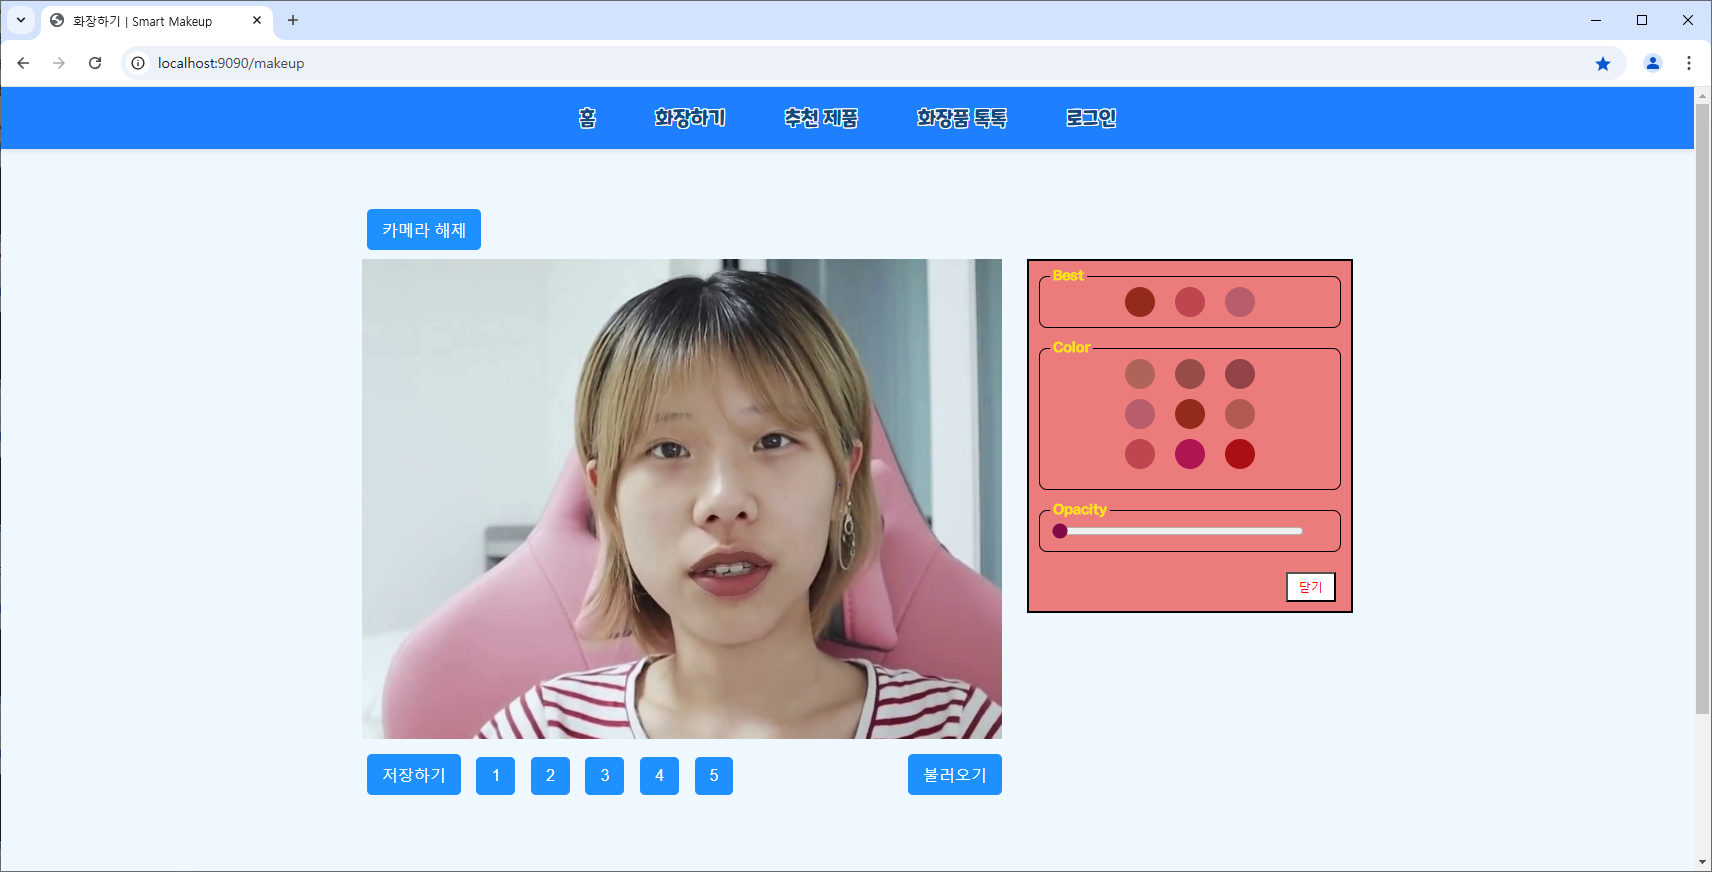 화장하기 | Smart Makeup
localhost:9090/makeup
홈 화장하기 추천 제품 화장품 톡톡 로그인
카메라 해제
Best
Color
Opacity
닫기
저장하기 1 2 3 4 5 불러오기